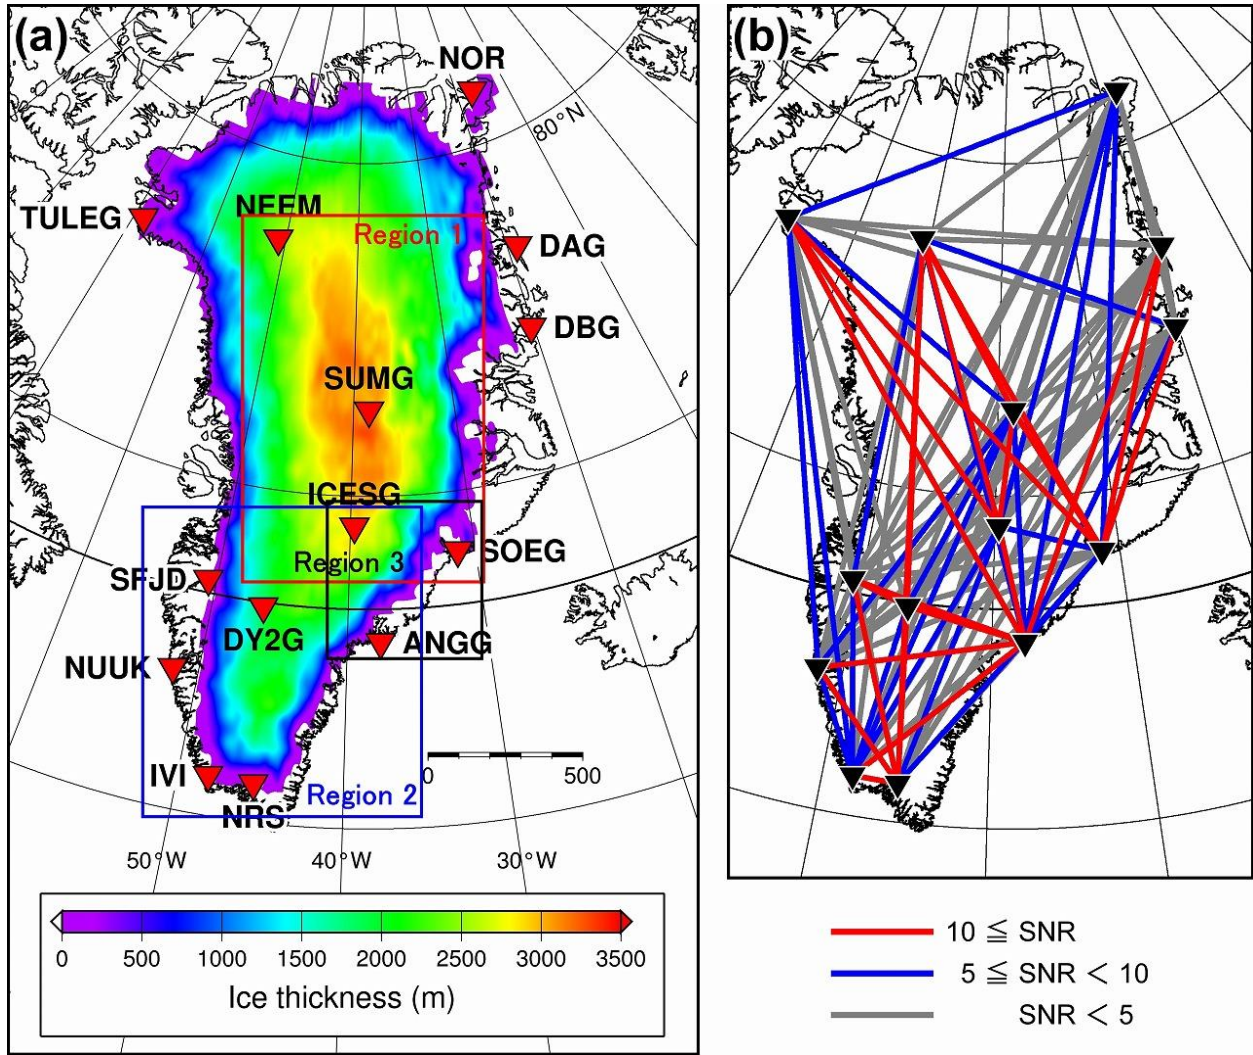 (a)
NOR
80°N
TULEG
NEEM
Region 1
DAG
DBG
SUMG
ICESG
SOEG
Region 3
SFJD
DY2G
ANGG
NUUK
IVI
NRS
Region 2
0 500
50°W 40°W 30°W
0 500 1000 1500 2000 2500 3000 3500
Ice thickness (m)
(b)
10 ≦ SNR
5 ≦ SNR < 10
SNR < 5